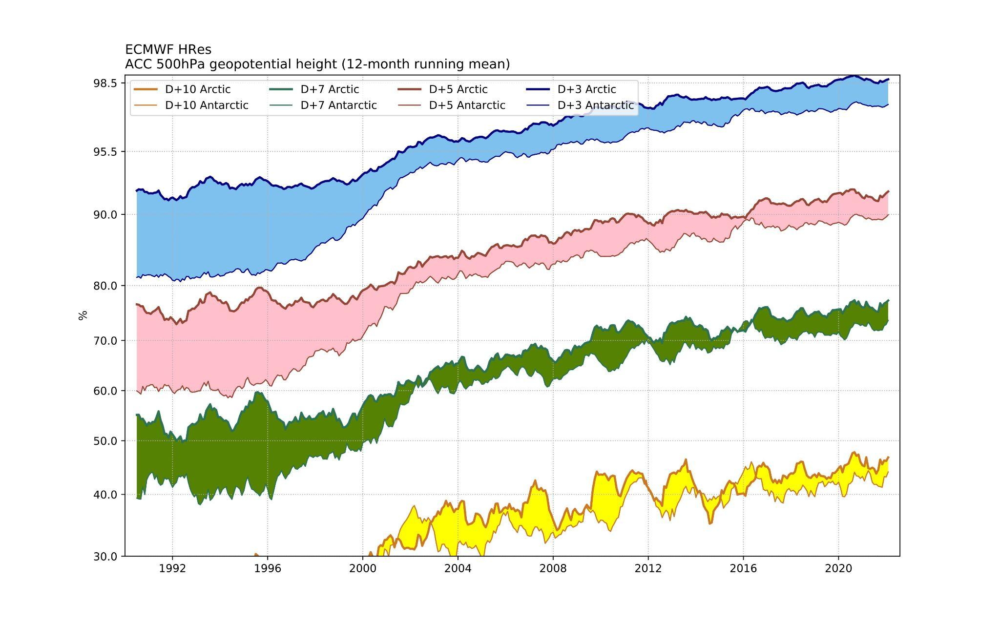 ECMWF HRes
ACC 500hPa geopotential height (12-month running mean)
D+10 Arctic D+7 Arctic D+5 Arctic D+3 Arctic
D+10 Antarctic D+7 Antarctic D+5 Antarctic D+3 Antarctic
98.5
95.5
90.0
80.0
70.0
60.0
50.0
40.0
30.0
%
1992 1996 2000 2004 2008 2012 2016 2020